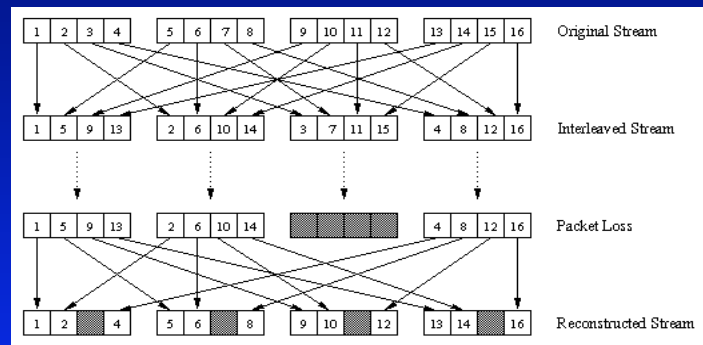 1 2 3 4 5 6 7 8 9 10 11 12 13 14 15 16 Original Stream
1 5 9 13 2 6 10 14 3 7 11 15 4 8 12 16 Interleaved Stream
1 5 9 13 2 6 10 14 4 8 12 16 Packet Loss
1 2 4 5 6 8 9 10 12 13 14 16 Reconstructed Stream